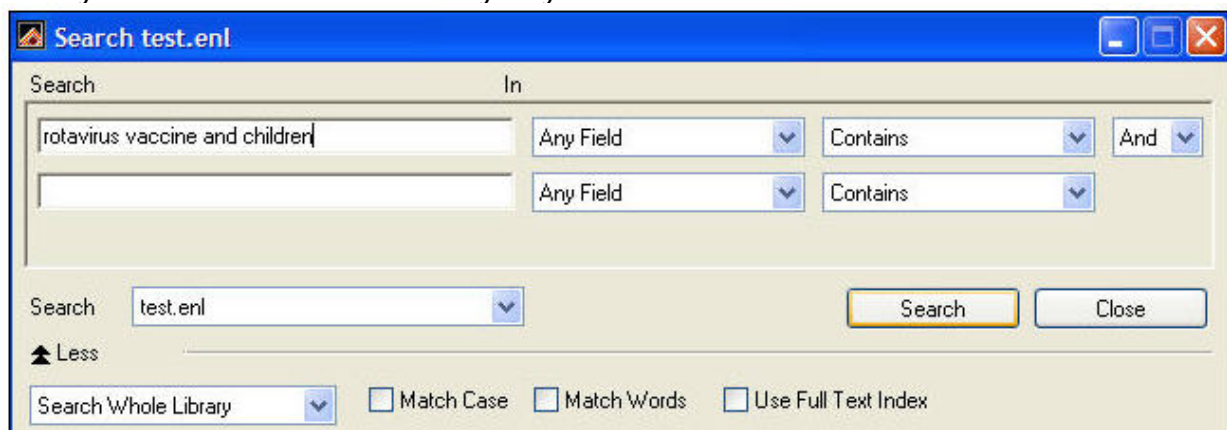 Search test.enl
Search In
rotavirus vaccine and children Any Field Contains And
Any Field Contains
Search test.enl Search Close
Less
Search Whole Library Match Case Match Words Use Full Text Index